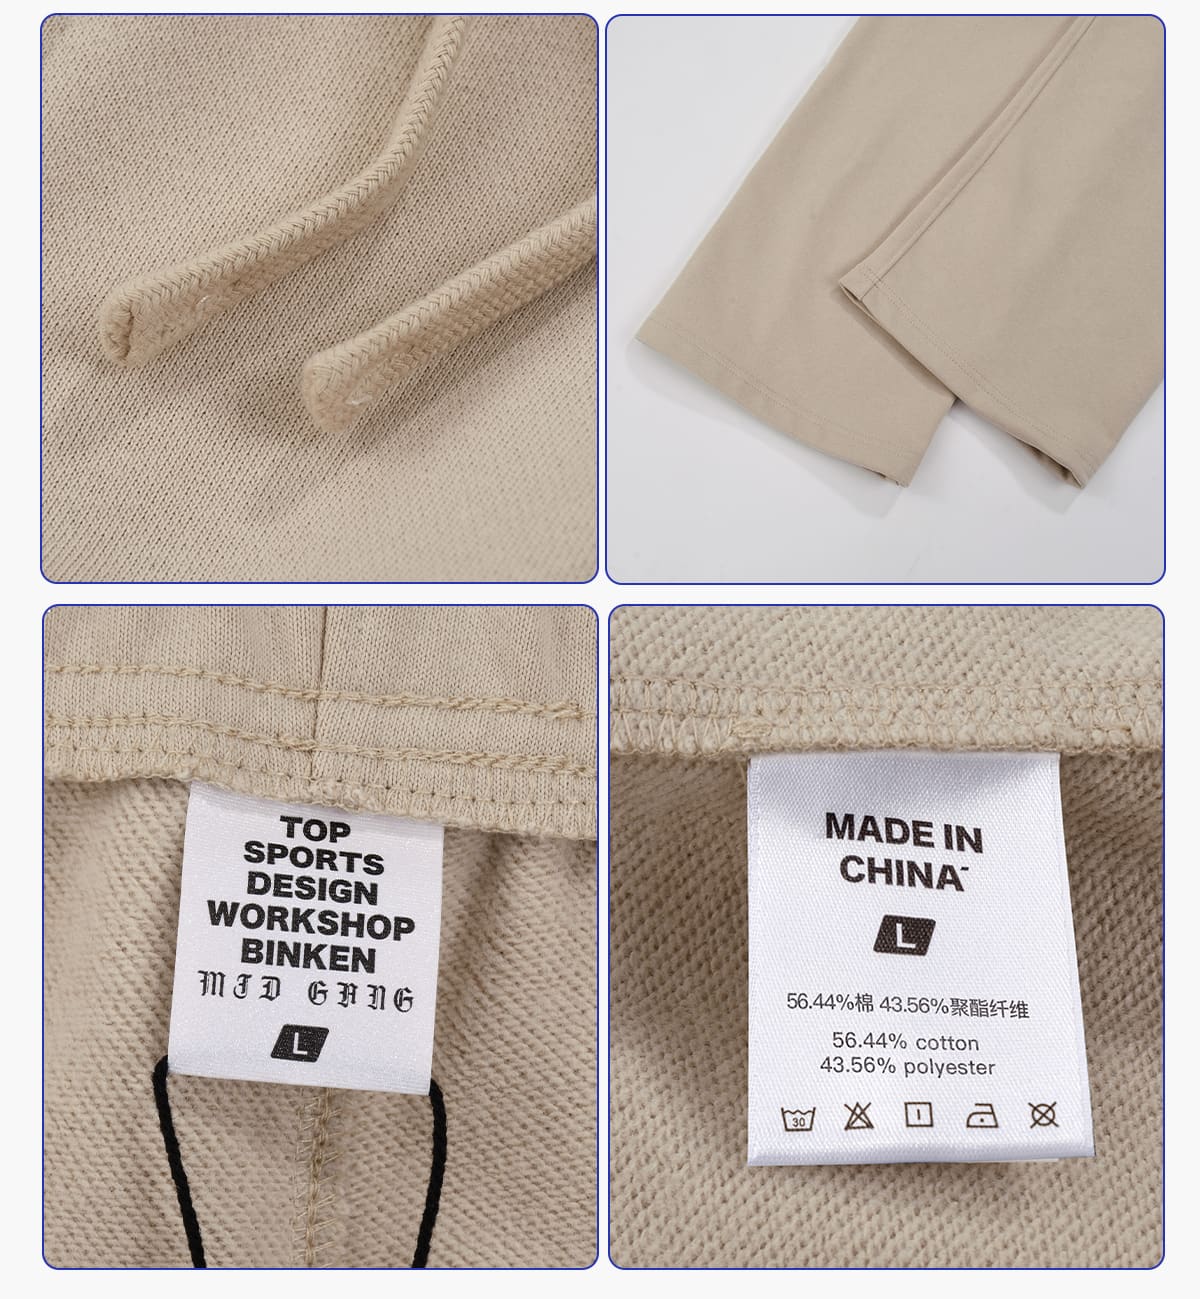 TOP
SPORTS
DESIGN
WORKSHOP
BINKEN
MID GANG
L
MADE IN
CHINA
L
56.44%棉 43.56%聚酯纤维
56.44% cotton
43.56% polyester
30